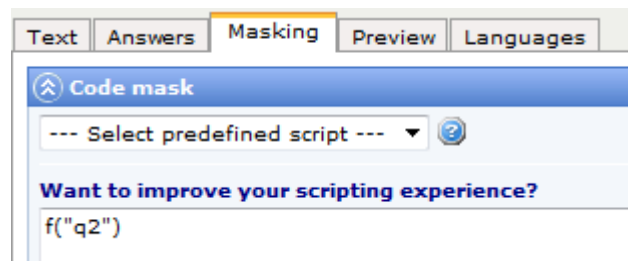 Text Answers Masking Preview Languages
Code mask
--- Select predefined script ---
Want to improve your scripting experience?
f("q2")